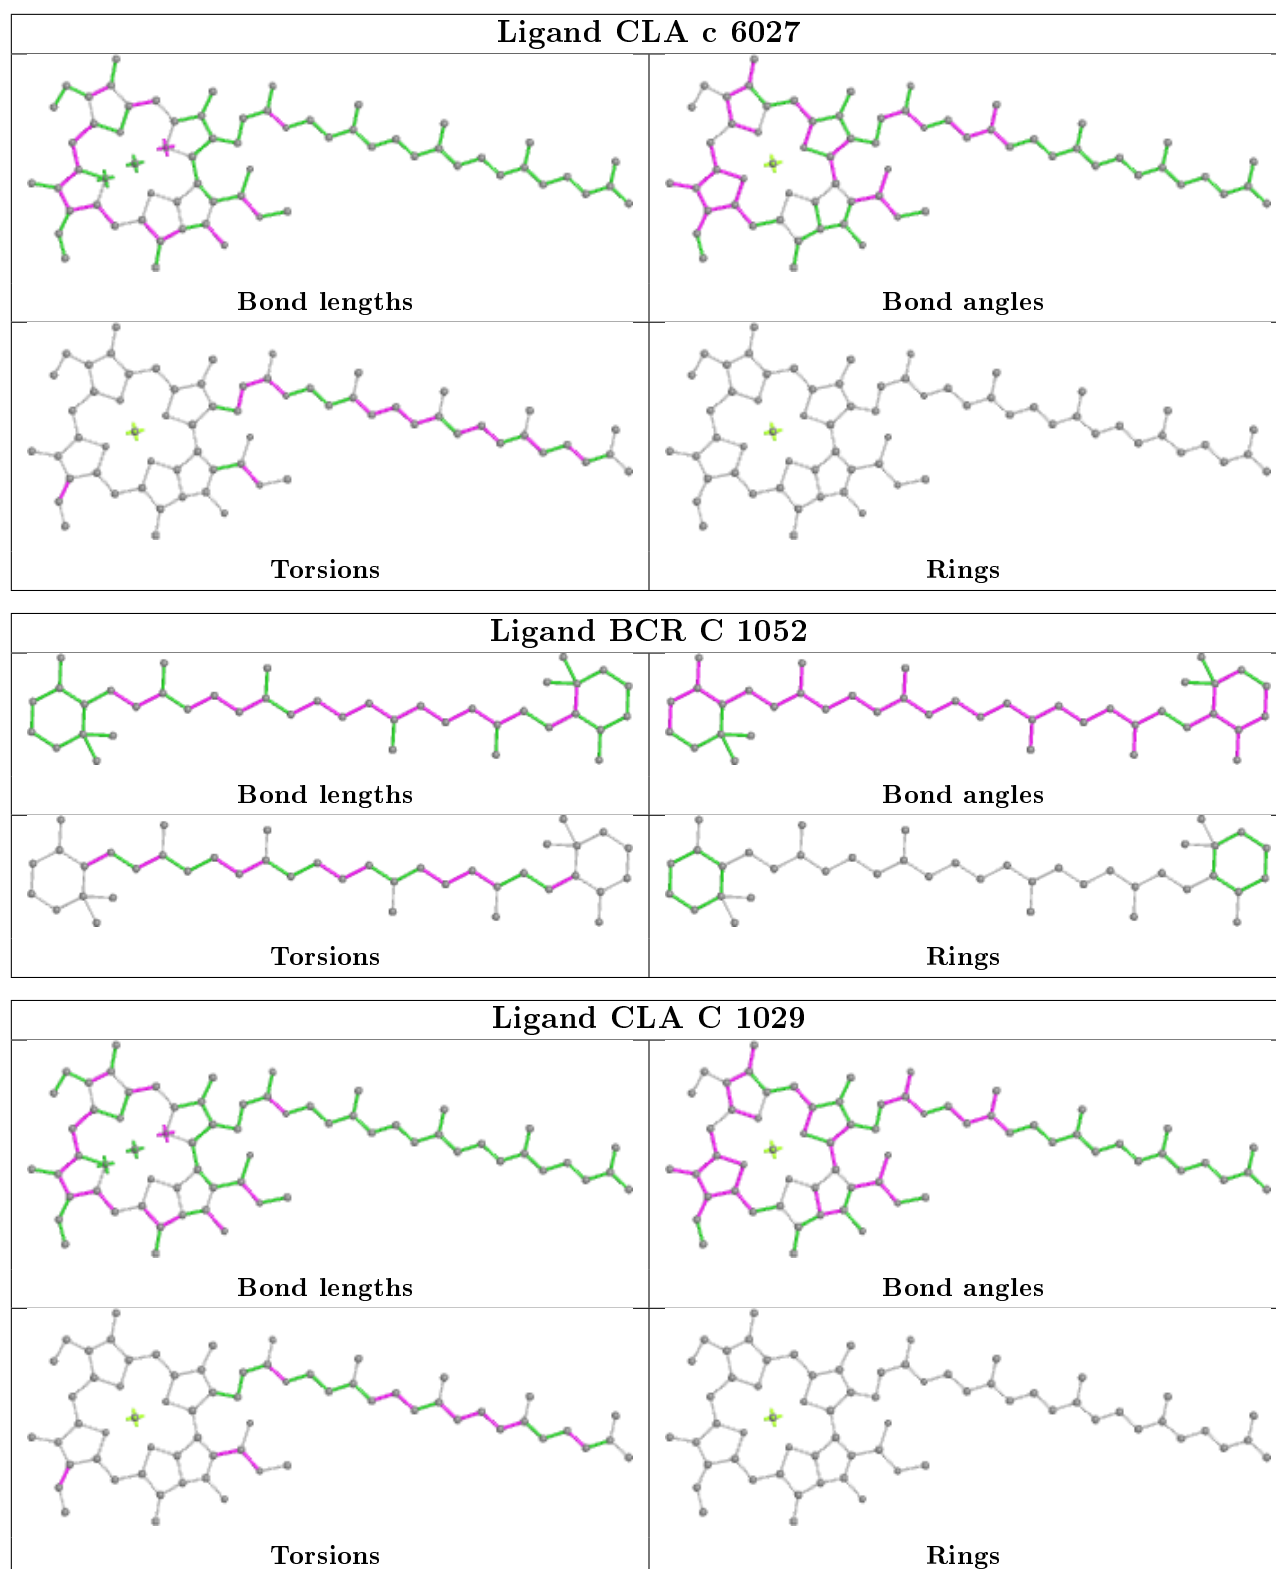 Ligand CLA c 6027
Bond lengths
Bond angles
Torsions
Rings
Ligand BCR C 1052
Bond lengths
Bond angles
Torsions
Rings
Ligand CLA C 1029
Bond lengths
Bond angles
Torsions
Rings